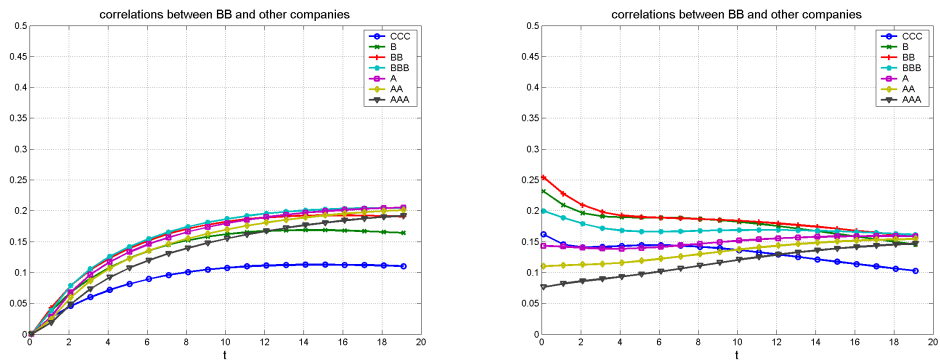 correlations between BB and other companies
0.5
0.45
0.4
0.35
0.3
0.25
0.2
0.15
0.1
0.05
0
0 2 4 6 8 10 12 14 16 18 20
t
CCC
B
BB
BBB
A
AA
AAA
correlations between BB and other companies
0.5
0.45
0.4
0.35
0.3
0.25
0.2
0.15
0.1
0.05
0
0 2 4 6 8 10 12 14 16 18 20
t
CCC
B
BB
BBB
A
AA
AAA